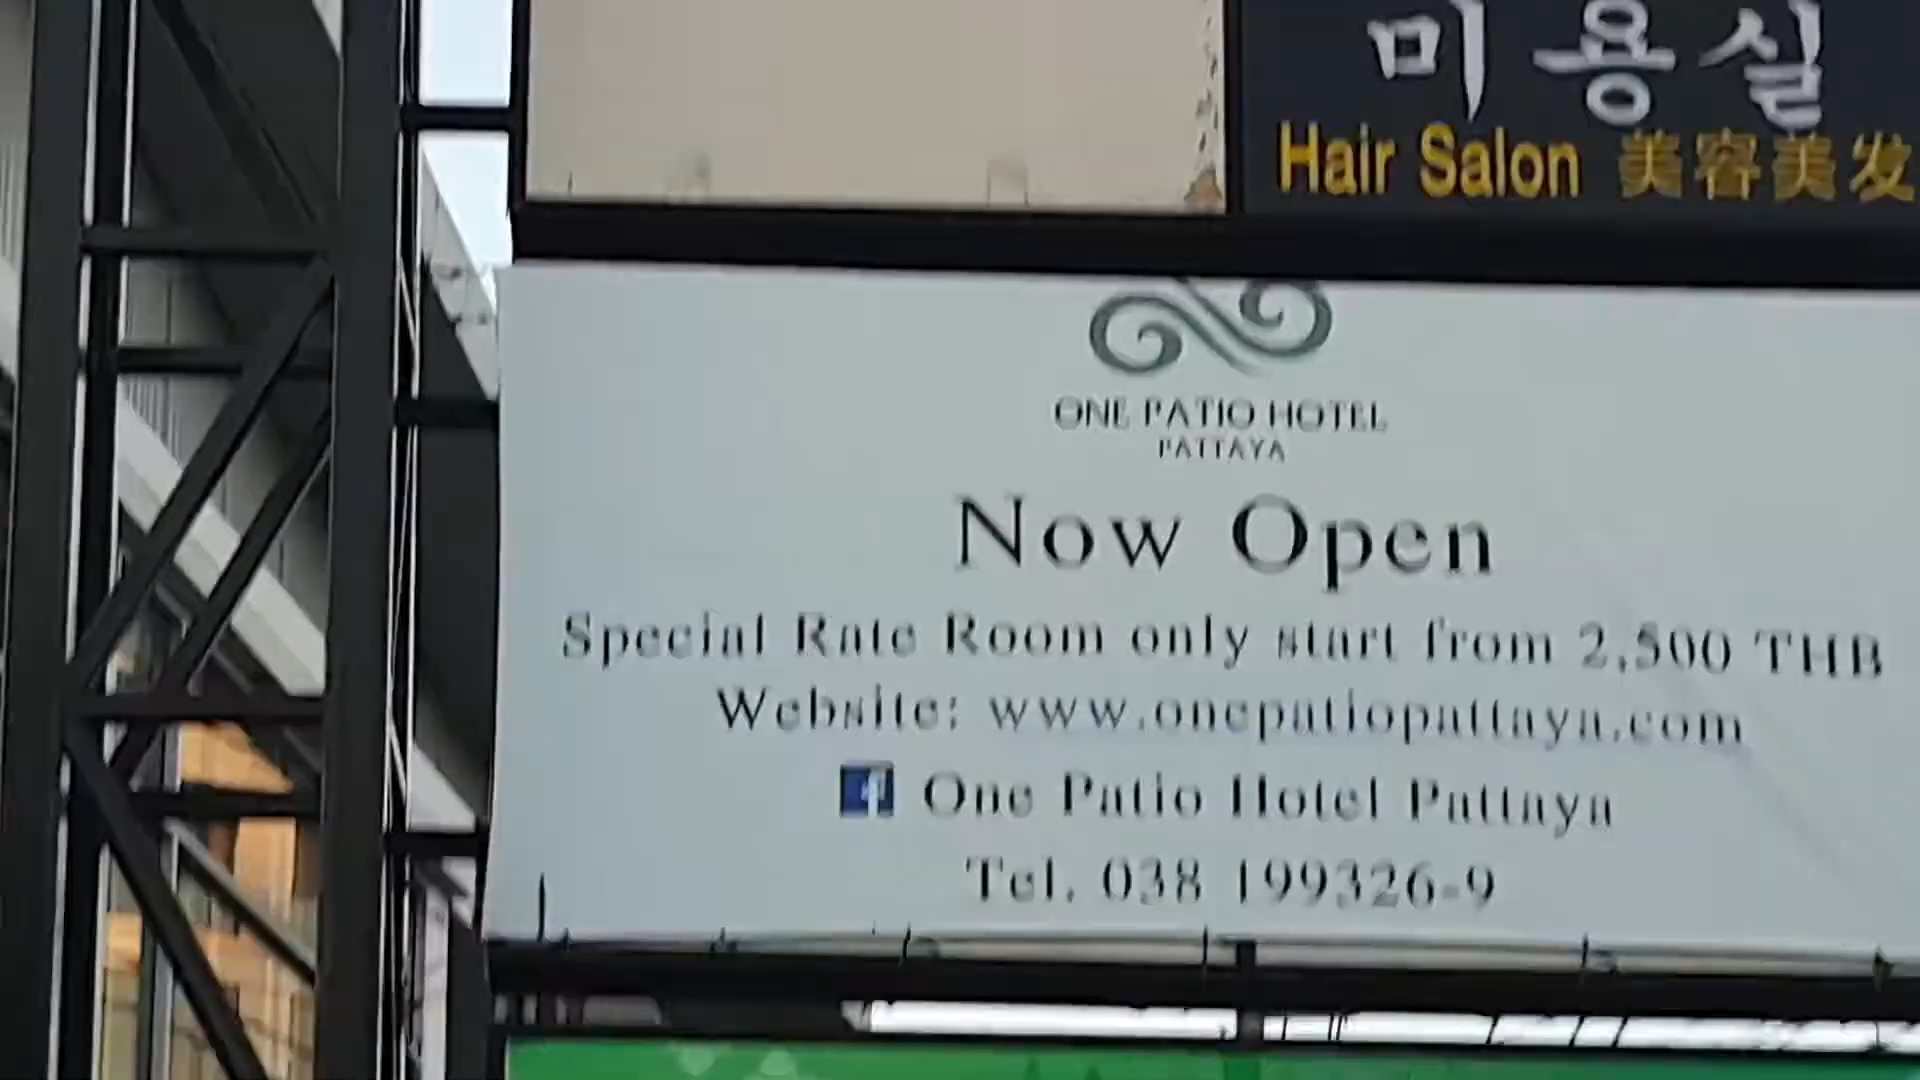 미용실
Hair Salon 美容美发
ONE PATIO HOTEL
PATTAYA
Now Open
Special Rate Room only start from 2,500 THB
Website: www.onepatiopattaya.com
One Patio Hotel Pattaya
Tel. 038 199326-9